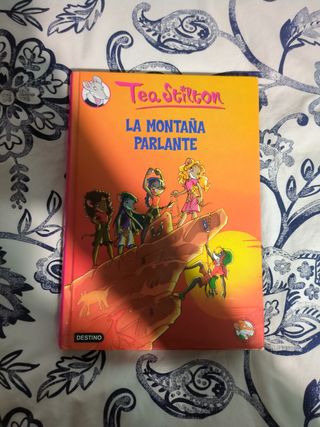 Tea Stilton
LA MONTAÑA
PARLANTE
DESTINO